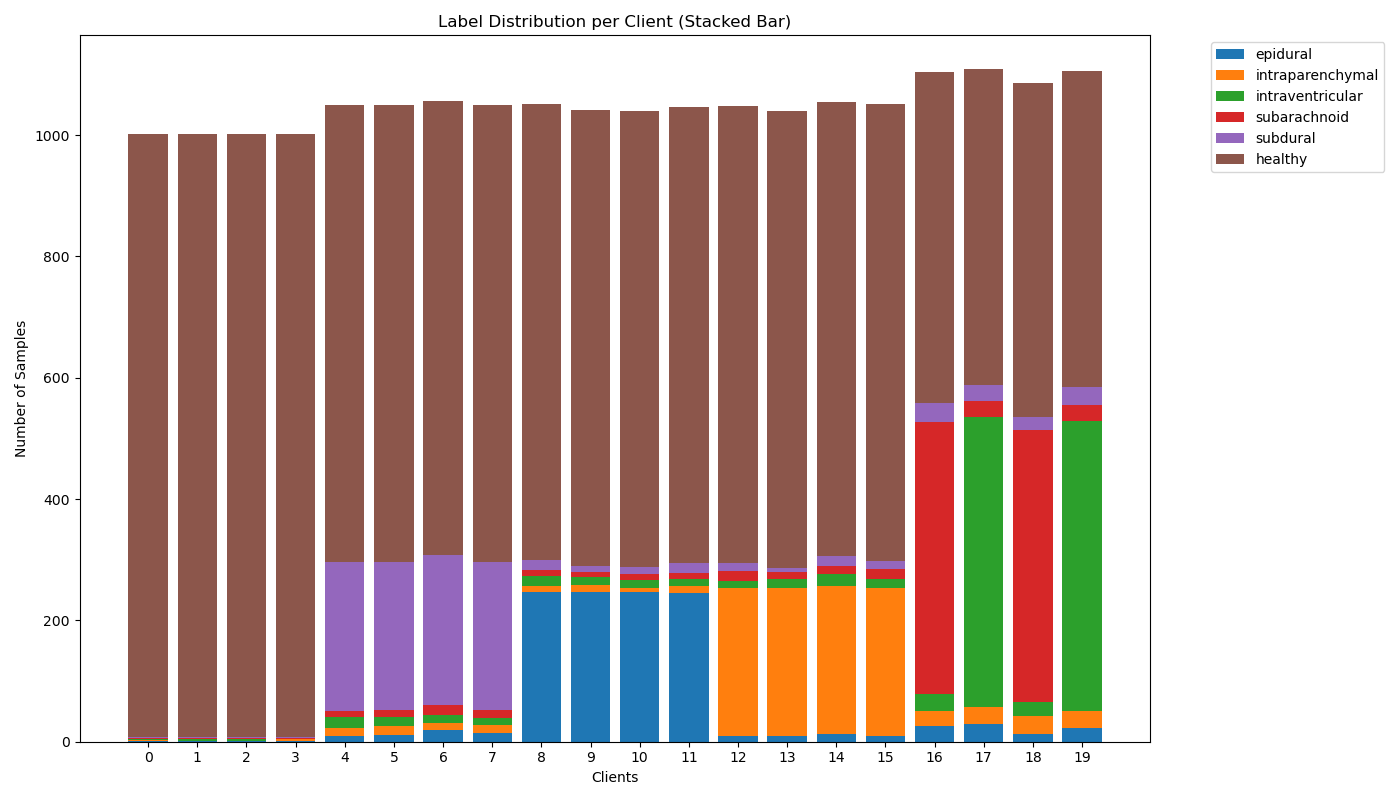 Label Distribution per Client (Stacked Bar)
Number of Samples
1000
800
600
400
200
0
0 1 2 3 4 5 6 7 8 9 10 11 12 13 14 15 16 17 18 19
Clients
epidural
intraparenchymal
intraventricular
subarachnoid
subdural
healthy